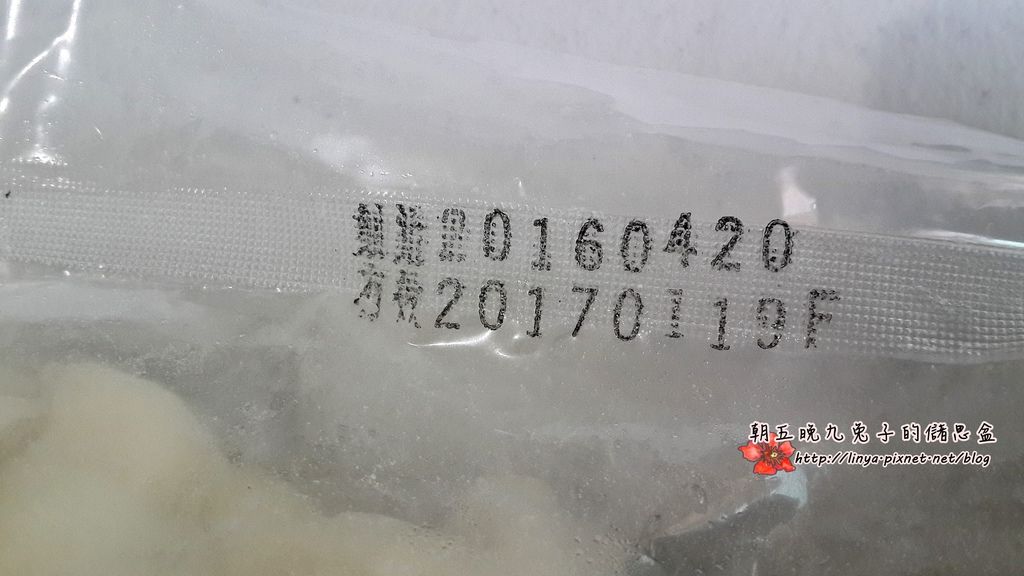 製造20160420
有效20170119F
朝五晚九兔子的儲思盒
http://linya.pixnet.net/blog